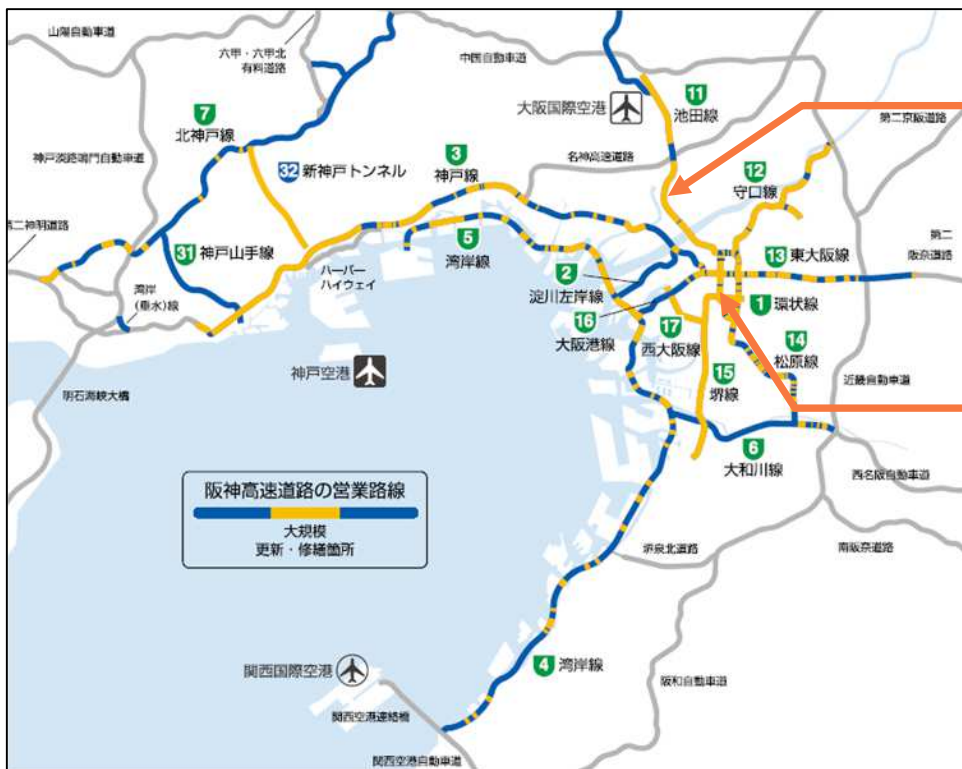 山陽自動車道
六甲・六甲北
有料道路
中国自動車道
7
北神戸線
大阪国際空港
11
池田線
第二京阪道路
神戸淡路鳴門自動車道
32 新神戸トンネル
3
神戸線
名神高速道路
12
守口線
第二神明道路
31 神戸山手線
ハーバー
ハイウェイ
5
湾岸線
2
淀川左岸線
13 東大阪線
第二
阪奈道路
湾岸
(垂水)線
16
大阪港線
17
西大阪線
1 環状線
14
松原線
神戸空港
15
堺線
近畿自動車道
明石海峡大橋
6
大和川線
西名阪自動車道
阪神高速道路の営業路線
大規模
更新・修繕箇所
堺泉北道路
南阪奈道路
関西国際空港
4 湾岸線
阪和自動車道
関西空港連絡橋
関西空港自動車道